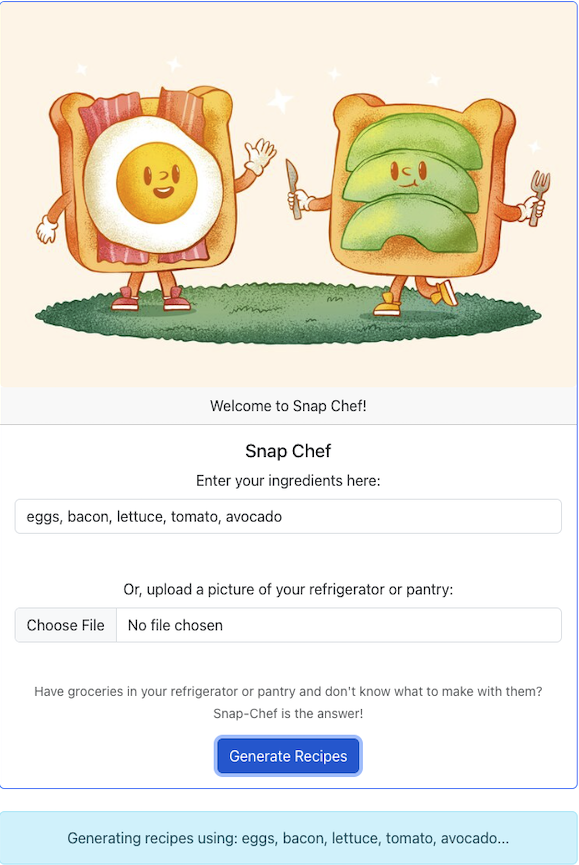 Welcome to Snap Chef!
Snap Chef
Enter your ingredients here:
eggs, bacon, lettuce, tomato, avocado
Or, upload a picture of your refrigerator or pantry:
Choose File No file chosen
Have groceries in your refrigerator or pantry and don't know what to make with them?
Snap-Chef is the answer!
Generate Recipes
Generating recipes using: eggs, bacon, lettuce, tomato, avocado...